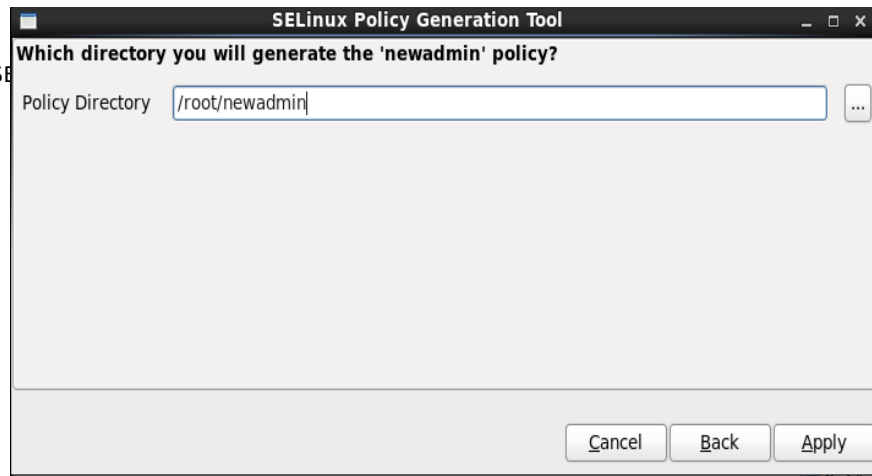 SELinux Policy Generation Tool
Which directory you will generate the 'newadmin' policy?
SE
Policy Directory /root/newadmin ...
Cancel Back Apply